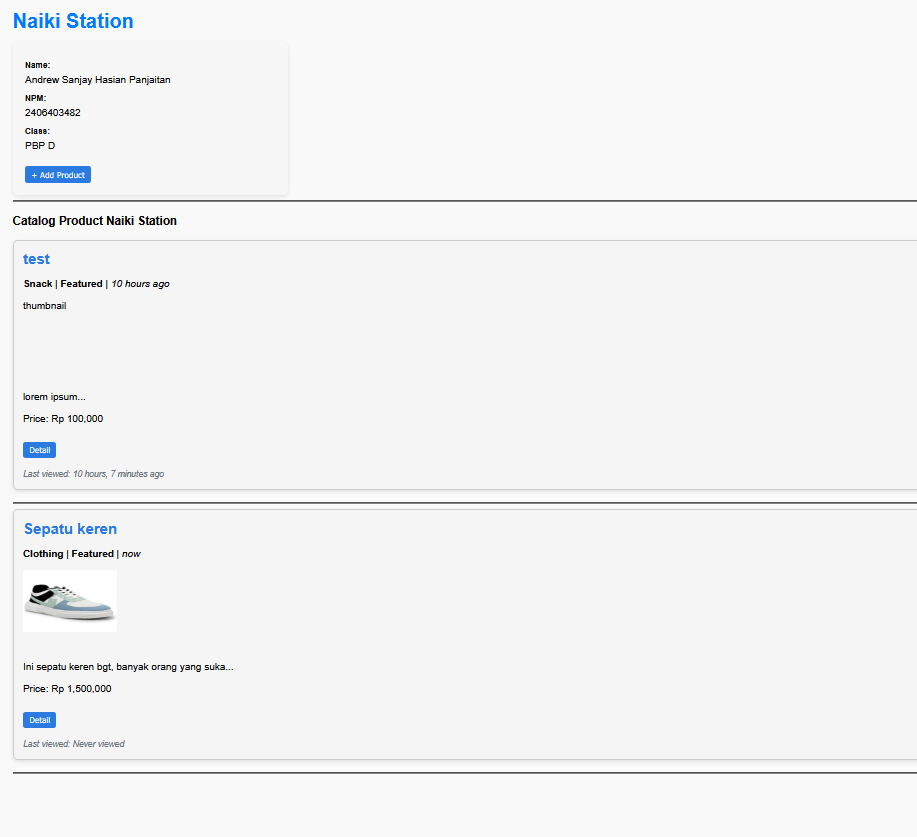 Naiki Station
Name:
Andrew Sanjay Hasian Panjaitan
NPM:
2406403482
Class:
PBP D
+ Add Product
Catalog Product Naiki Station
test
Snack | Featured | 10 hours ago
thumbnail
lorem ipsum...
Price: Rp 100,000
Detail
Last viewed: 10 hours, 7 minutes ago
Sepatu keren
Clothing | Featured | now
Ini sepatu keren bgt, banyak orang yang suka...
Price: Rp 1,500,000
Detail
Last viewed: Never viewed